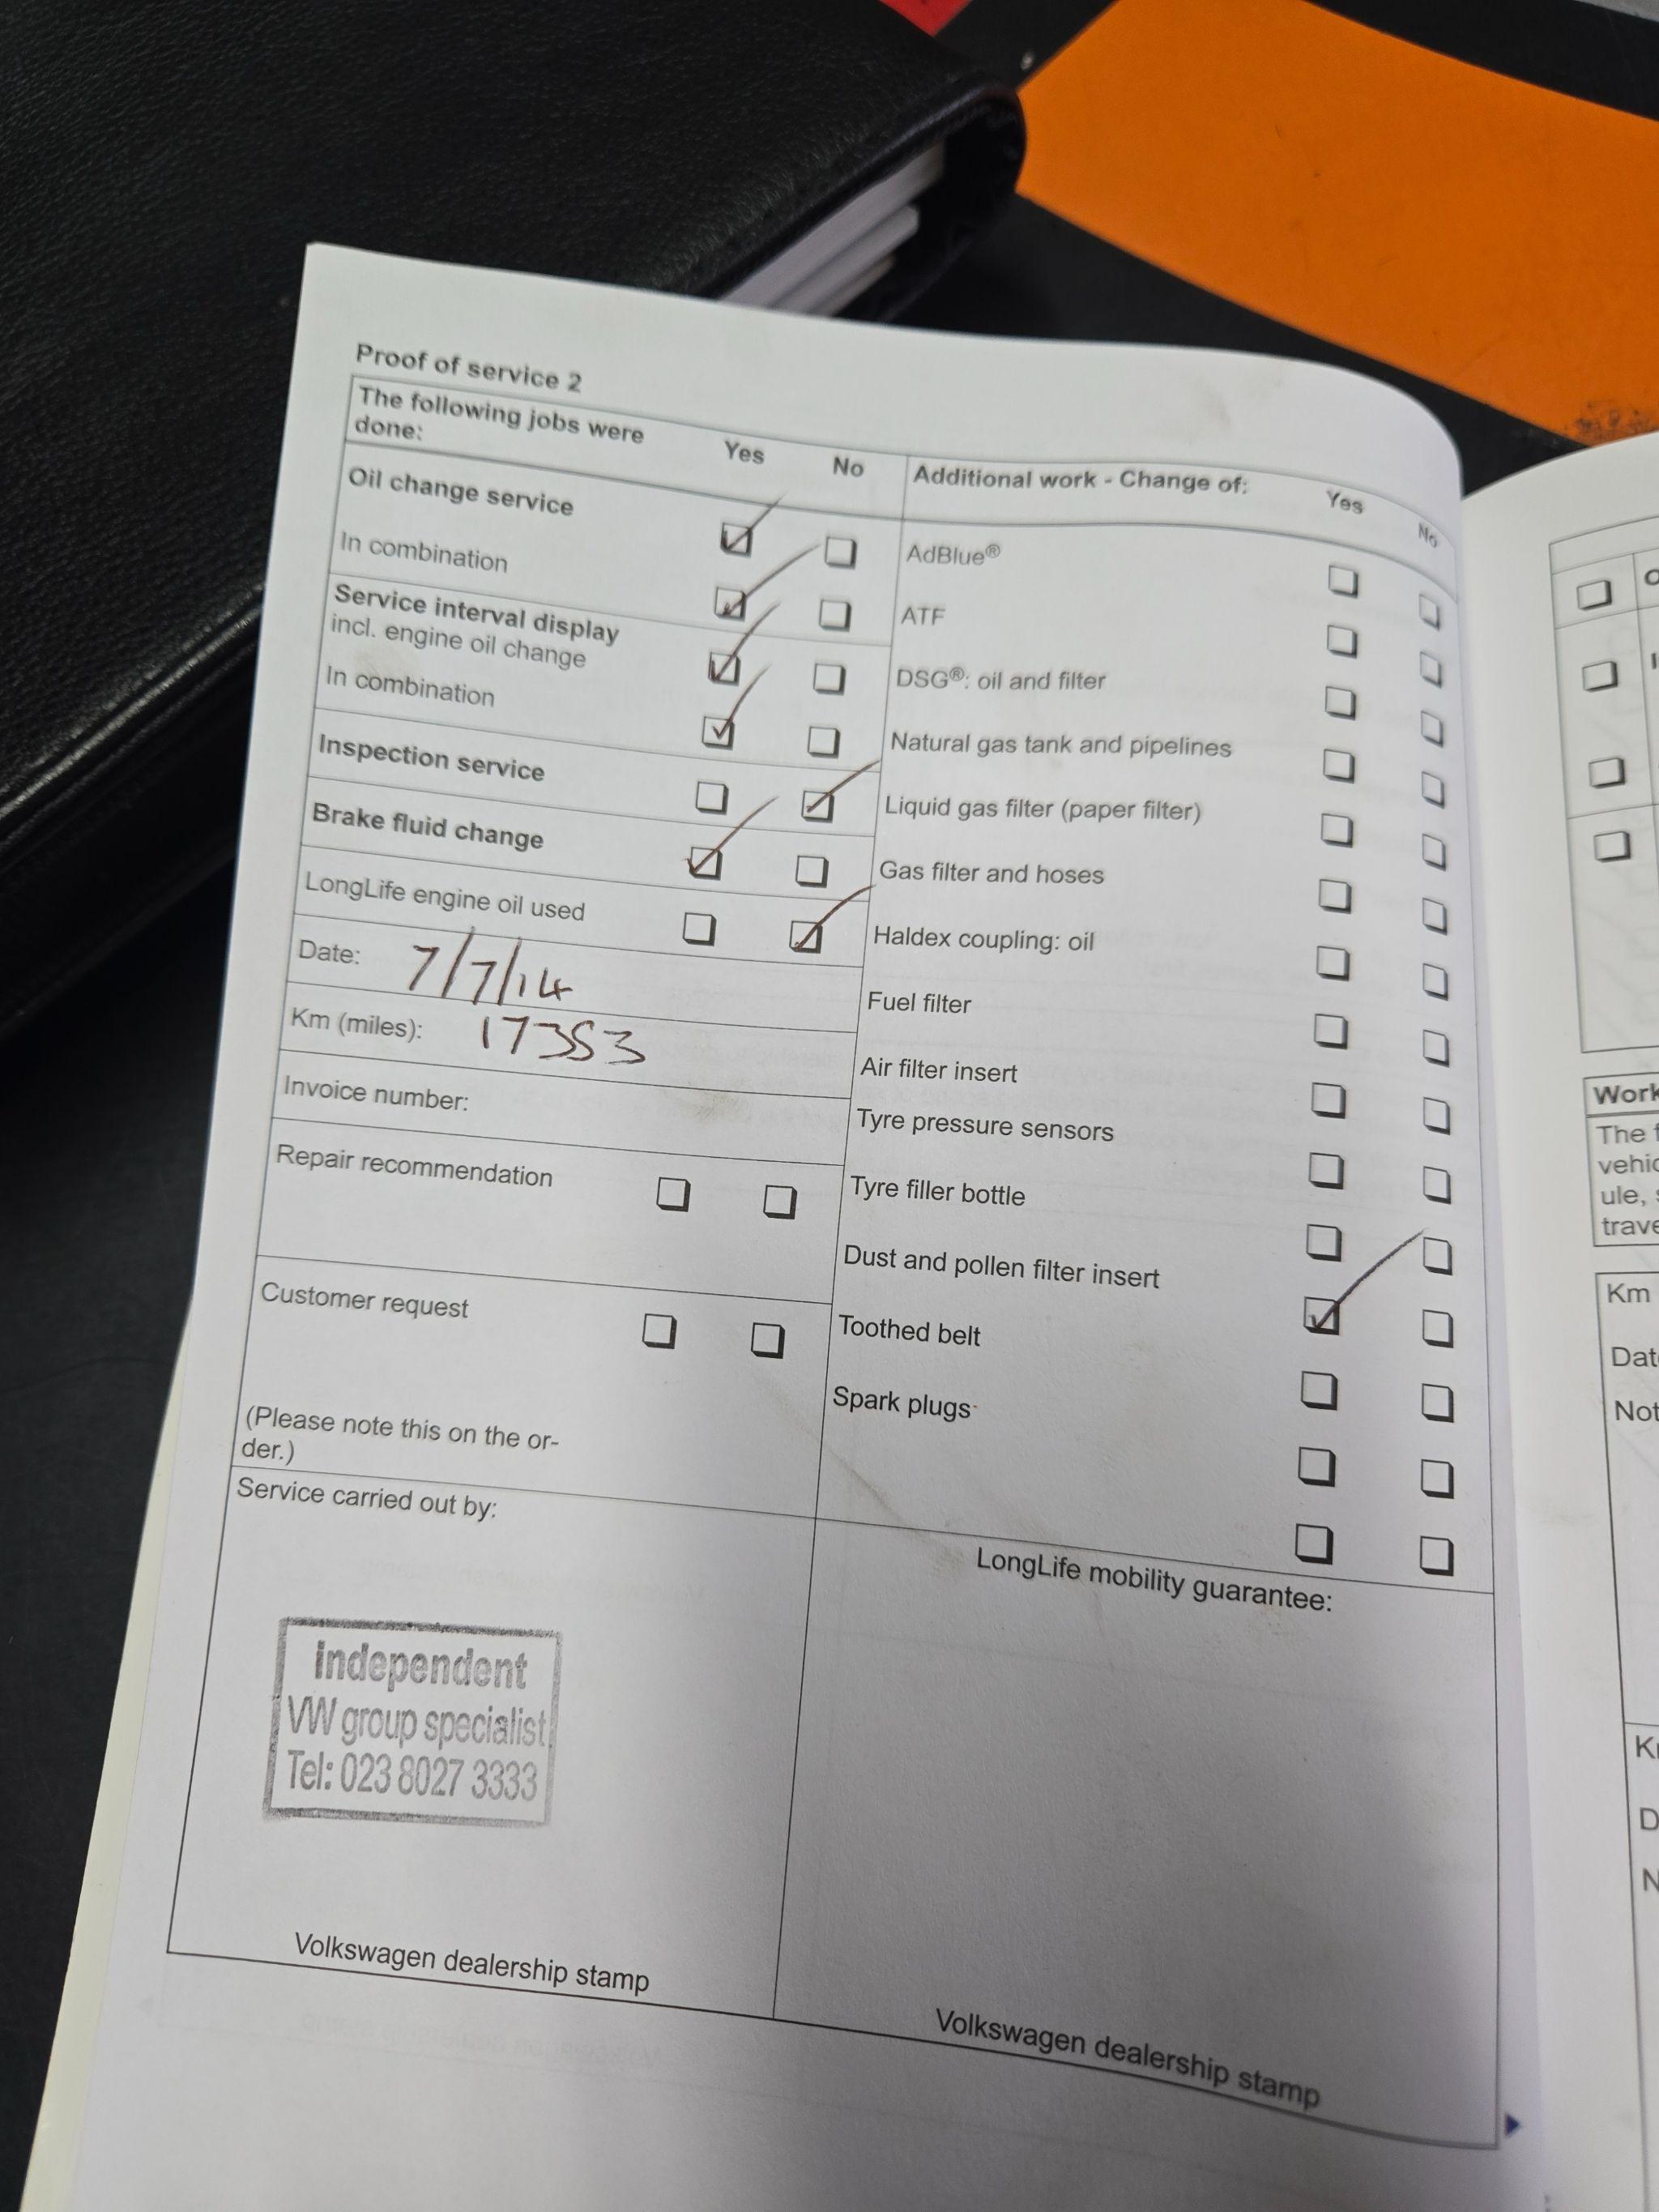 Proof of service 2
The following jobs were
done:
Yes
No
Oil change service
In combination
Service interval display
incl. engine oil change
In combination
Inspection service
Brake fluid change
LongLife engine oil used
Date: 7/7/14
Km (miles): 17353
Invoice number:
Repair recommendation
Customer request
(Please note this on the or-
der.)
Service carried out by:
independent
VW group specialist
Tel: 023 8027 3333
Volkswagen dealership stamp
Additional work - Change of:
Yes
No
AdBlue®
ATF
DSG®: oil and filter
Natural gas tank and pipelines
Liquid gas filter (paper filter)
Gas filter and hoses
Haldex coupling: oil
Fuel filter
Air filter insert
Tyre pressure sensors
Tyre filler bottle
Dust and pollen filter insert
Toothed belt
Spark plugs
LongLife mobility guarantee:
Volkswagen dealership stamp
Work
The
ule,
Km